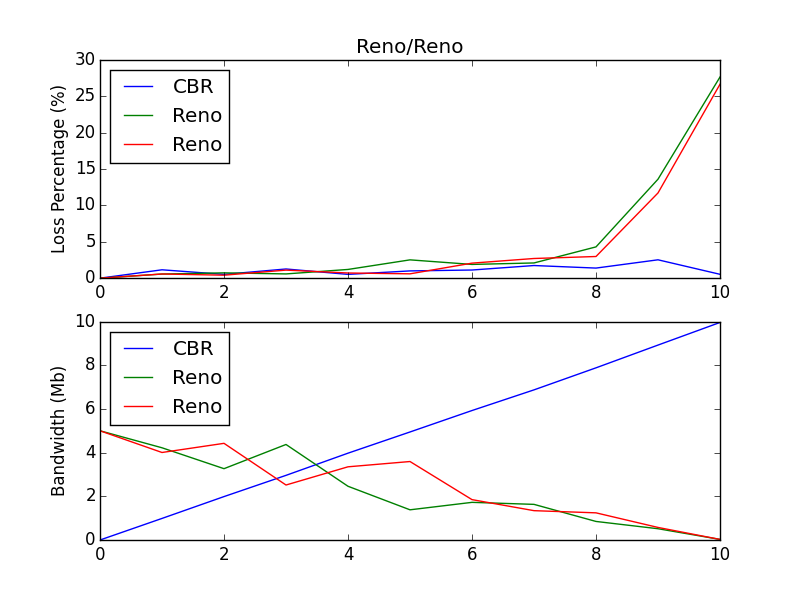 Reno/Reno
Loss Percentage (%)
30
25
20
15
10
5
0
CBR
Reno
Reno
0 2 4 6 8 10
Bandwidth (Mb)
10
8
6
4
2
0
CBR
Reno
Reno
0 2 4 6 8 10